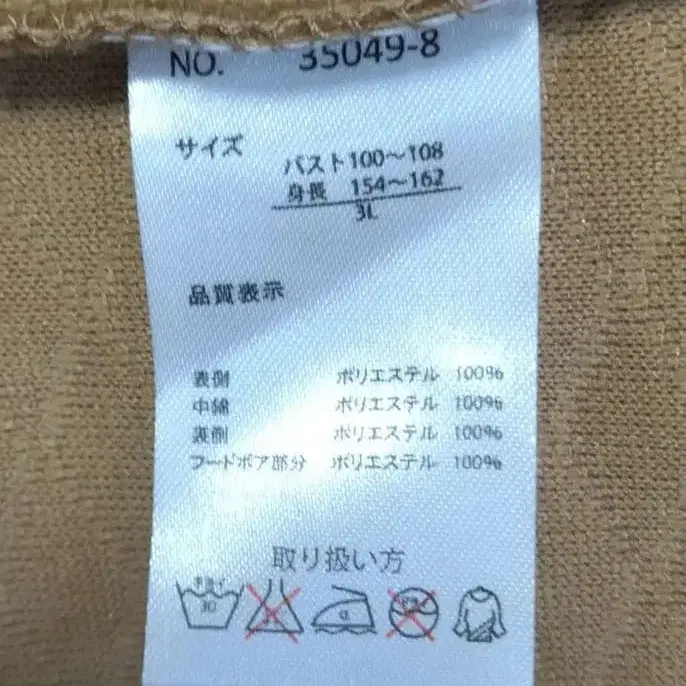 NO. 35049-8
サイズ
バスト100～108
身長 154～162
3L
品質表示
表側 ポリエステル 100%
中綿 ポリエステル 100%
裏側 ポリエステル 100%
フードボア部分 ポリエステル 100%
取り扱い方
30